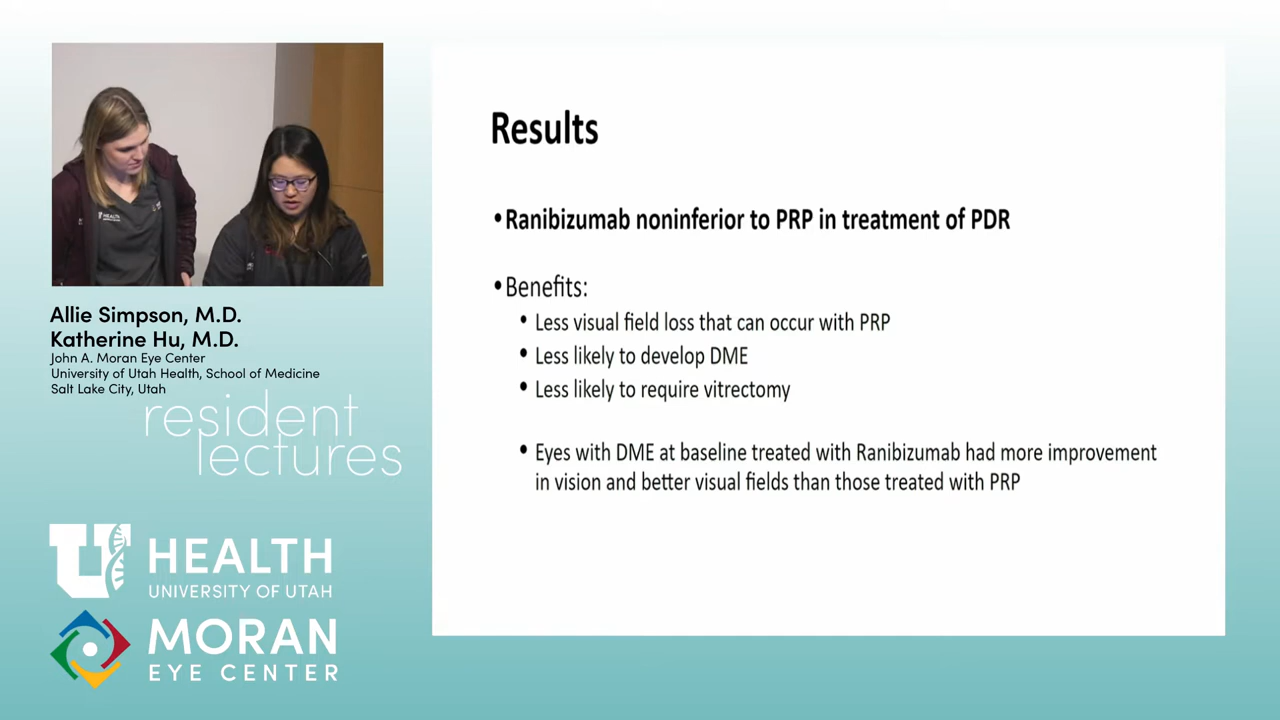 Allie Simpson, M.D.
Katherine Hu, M.D.
John A. Moran Eye Center
University of Utah Health, School of Medicine
Salt Lake City, Utah
resident
lectures
U HEALTH
UNIVERSITY OF UTAH
MORAN
EYE CENTER
Results
• Ranibizumab noninferior to PRP in treatment of PDR
• Benefits:
• Less visual field loss that can occur with PRP
• Less likely to develop DME
• Less likely to require vitrectomy
• Eyes with DME at baseline treated with Ranibizumab had more improvement
in vision and better visual fields than those treated with PRP